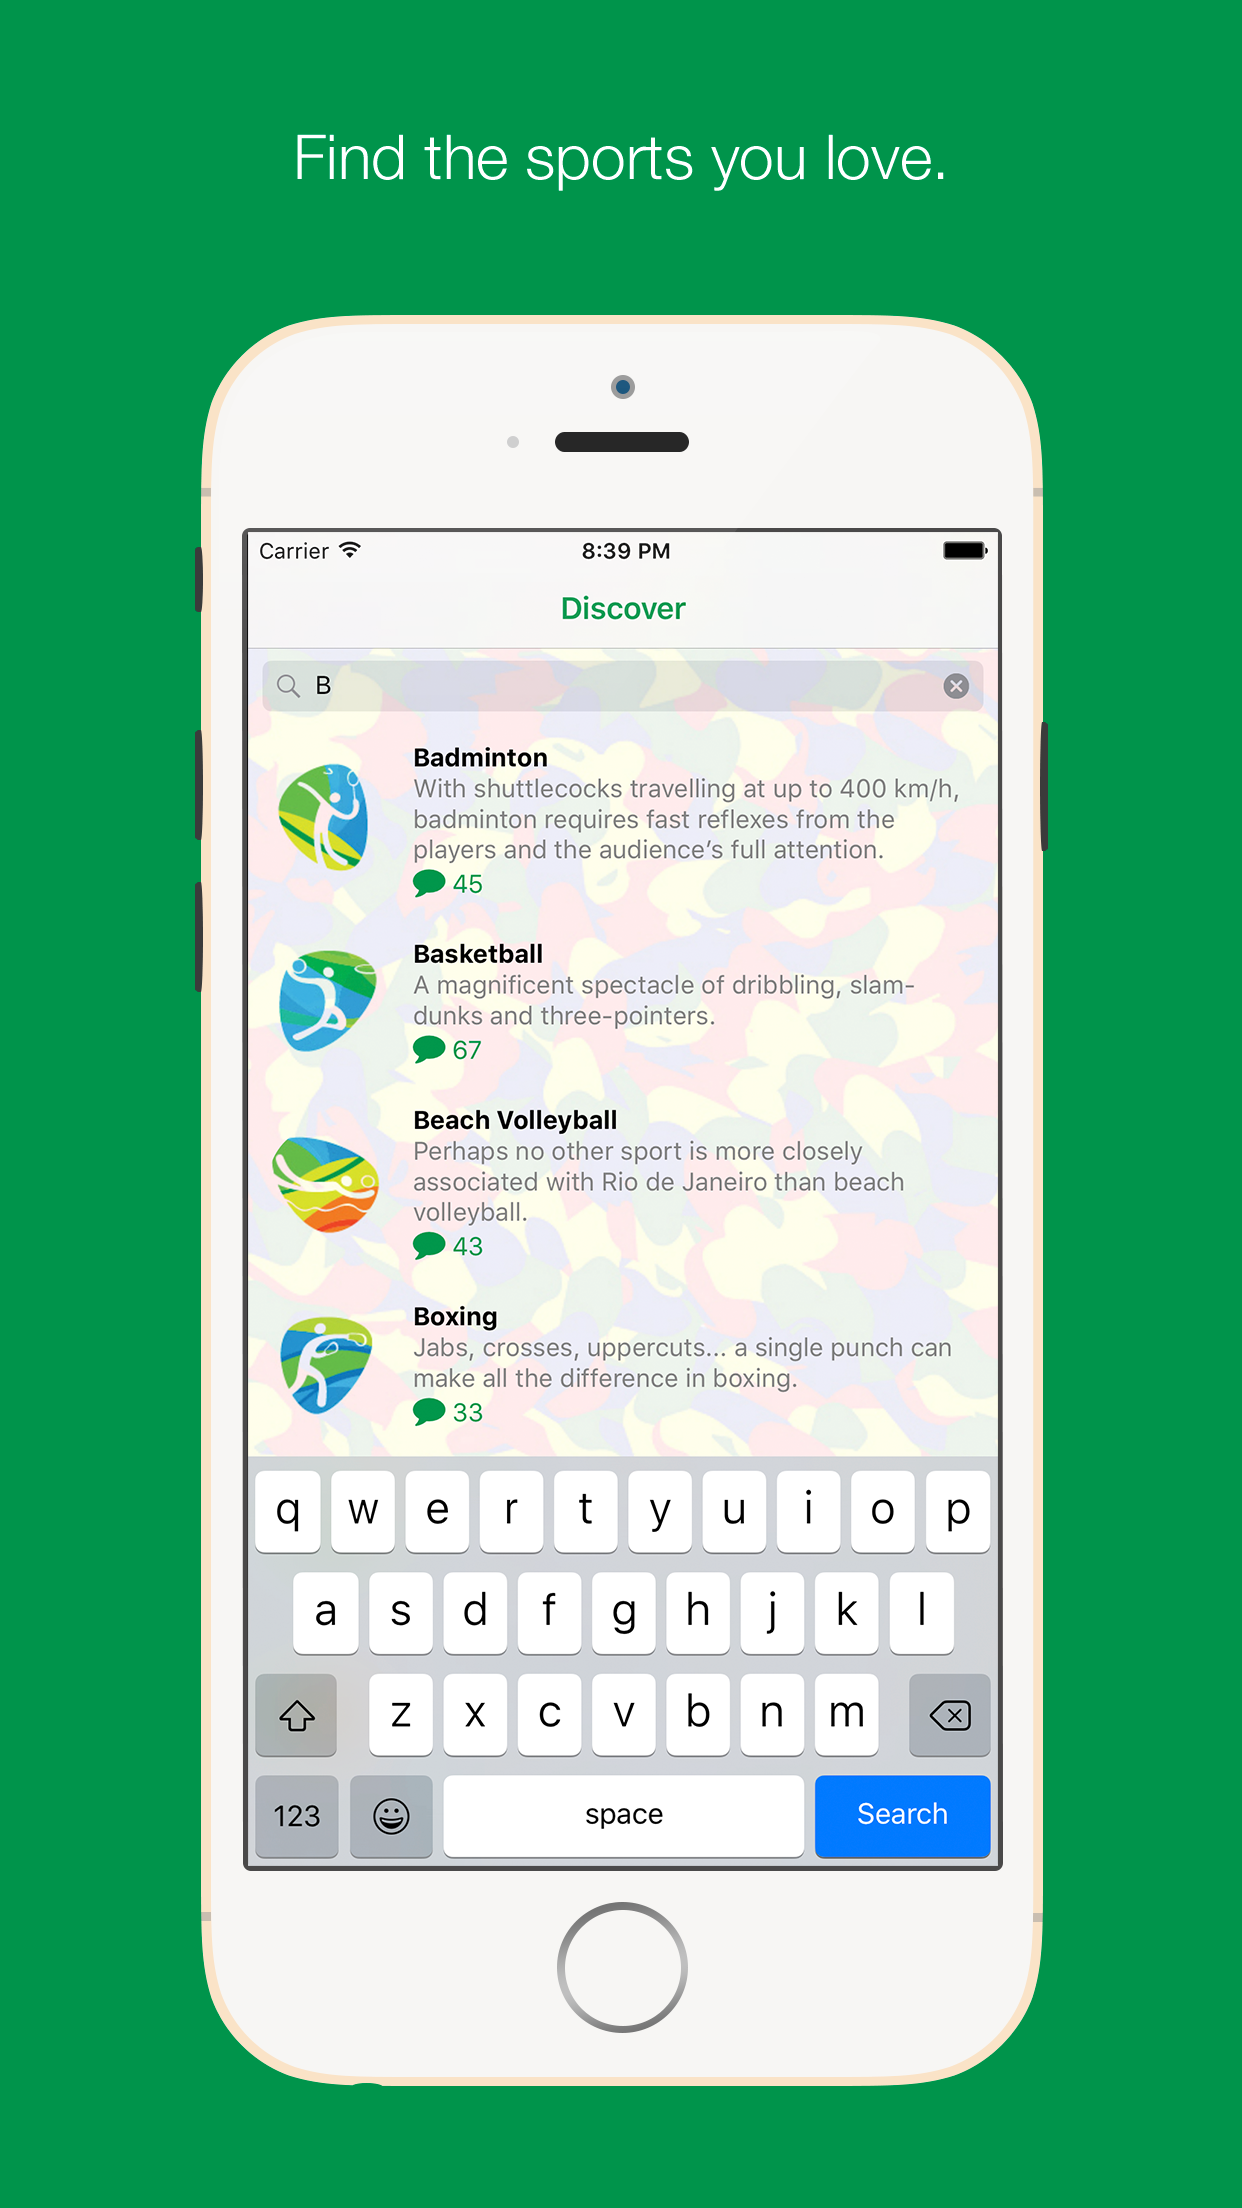 Find the sports you love.
Carrier 8:39 PM
Discover
B
Badminton
With shuttlecocks travelling at up to 400 km/h,
badminton requires fast reflexes from the
players and the audience’s full attention.
45
Basketball
A magnificent spectacle of dribbling, slam-
dunks and three-pointers.
67
Beach Volleyball
Perhaps no other sport is more closely
associated with Rio de Janeiro than beach
volleyball.
43
Boxing
Jabs, crosses, uppercuts... a single punch can
make all the difference in boxing.
33
q w e r t y u i o p
a s d f g h j k l
z x c v b n m
123 space Search